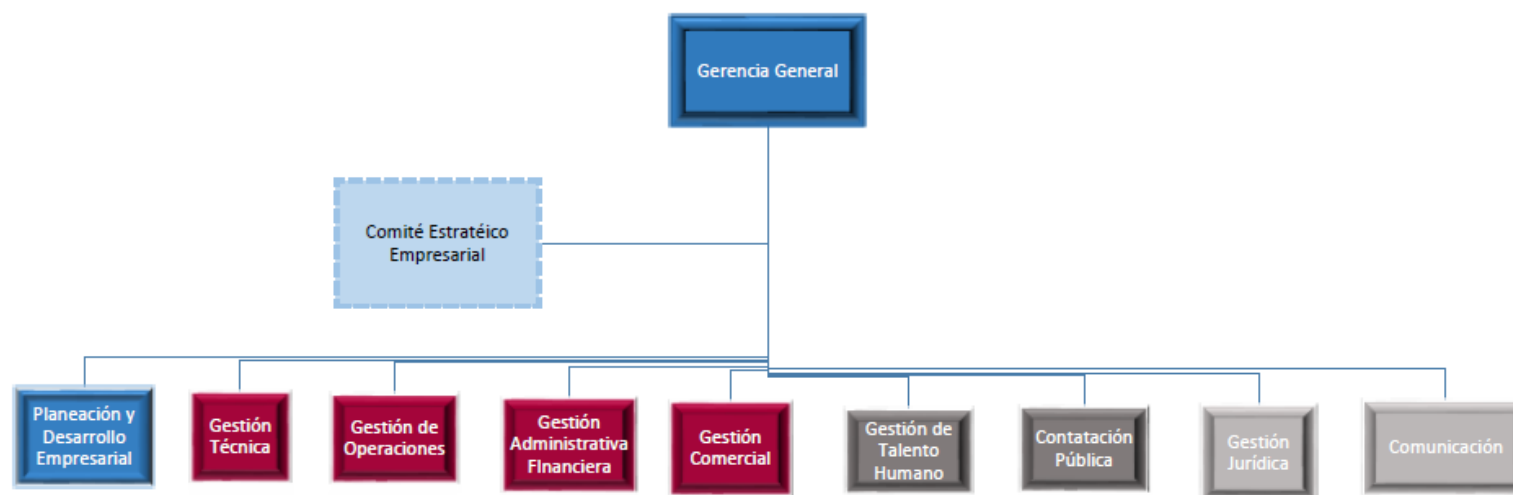 Gerencia General
Comité Estratéico
Empresarial
Planeación y
Desarrollo
Empresarial
Gestión
Técnica
Gestión de
Operaciones
Gestión
Administrativa
FInanciera
Gestión
Comercial
Gestión de
Talento
Humano
Contatación
Pública
Gestión
Jurídica
Comunicación